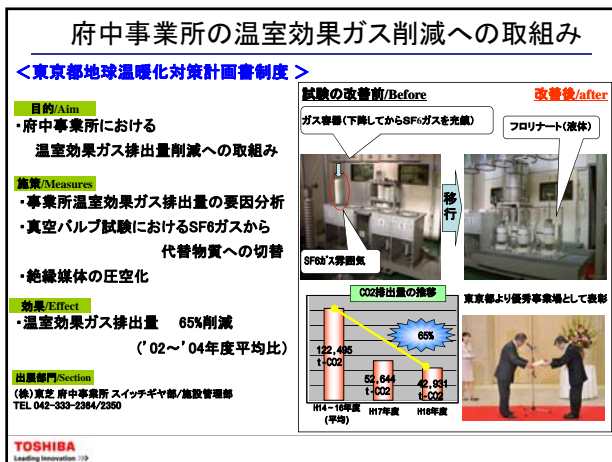 府中事業所の温室効果ガス削減への取組み
＜東京都地球温暖化対策計画書制度 ＞
目的/Aim
・府中事業所における
温室効果ガス排出量削減への取組み
施策/Measures
・事業所温室効果ガス排出量の要因分析
・真空バルブ試験におけるSF6ガスから
代替物質への切替
・絶縁媒体の圧空化
効果/Effect
・温室効果ガス排出量　65%削減
（'02～'04年度平均比）
出展部門/Section
(株)東芝 府中事業所 スイッチギヤ部/施設管理部
TEL 042-333-2364/2350
試験の改善前/Before
改善後/after
ガス容器（下降してからSF6ガスを充鎮）
フロリナート（液体）
移行
SF6ガス雰囲気
CO2排出量の推移
65%
122,495
t-CO2
52,644
t-CO2
42,931
t-CO2
H14～16年度
(平均)
H17年度
H18年度
東京都より優秀事業場として表彰
TOSHIBA
Leading Innovation >>>